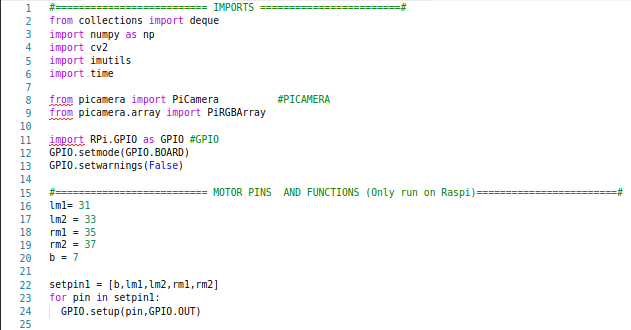 1 #========================== IMPORTS ========================#
2 from collections import deque
3 import numpy as np
4 import cv2
5 import imutils
6 import time
7
8 from picamera import PiCamera          #PICAMERA
9 from picamera.array import PiRGBArray
10
11 import RPi.GPIO as GPIO #GPIO
12 GPIO.setmode(GPIO.BOARD)
13 GPIO.setwarnings(False)
14
15 #========================== MOTOR PINS  AND FUNCTIONS (Only run on Raspi)========================#
16 lm1= 31
17 lm2 = 33
18 rm1 = 35
19 rm2 = 37
20 b = 7
21
22 setpin1 = [b,lm1,lm2,rm1,rm2]
23 for pin in setpin1:
24   GPIO.setup(pin,GPIO.OUT)
25